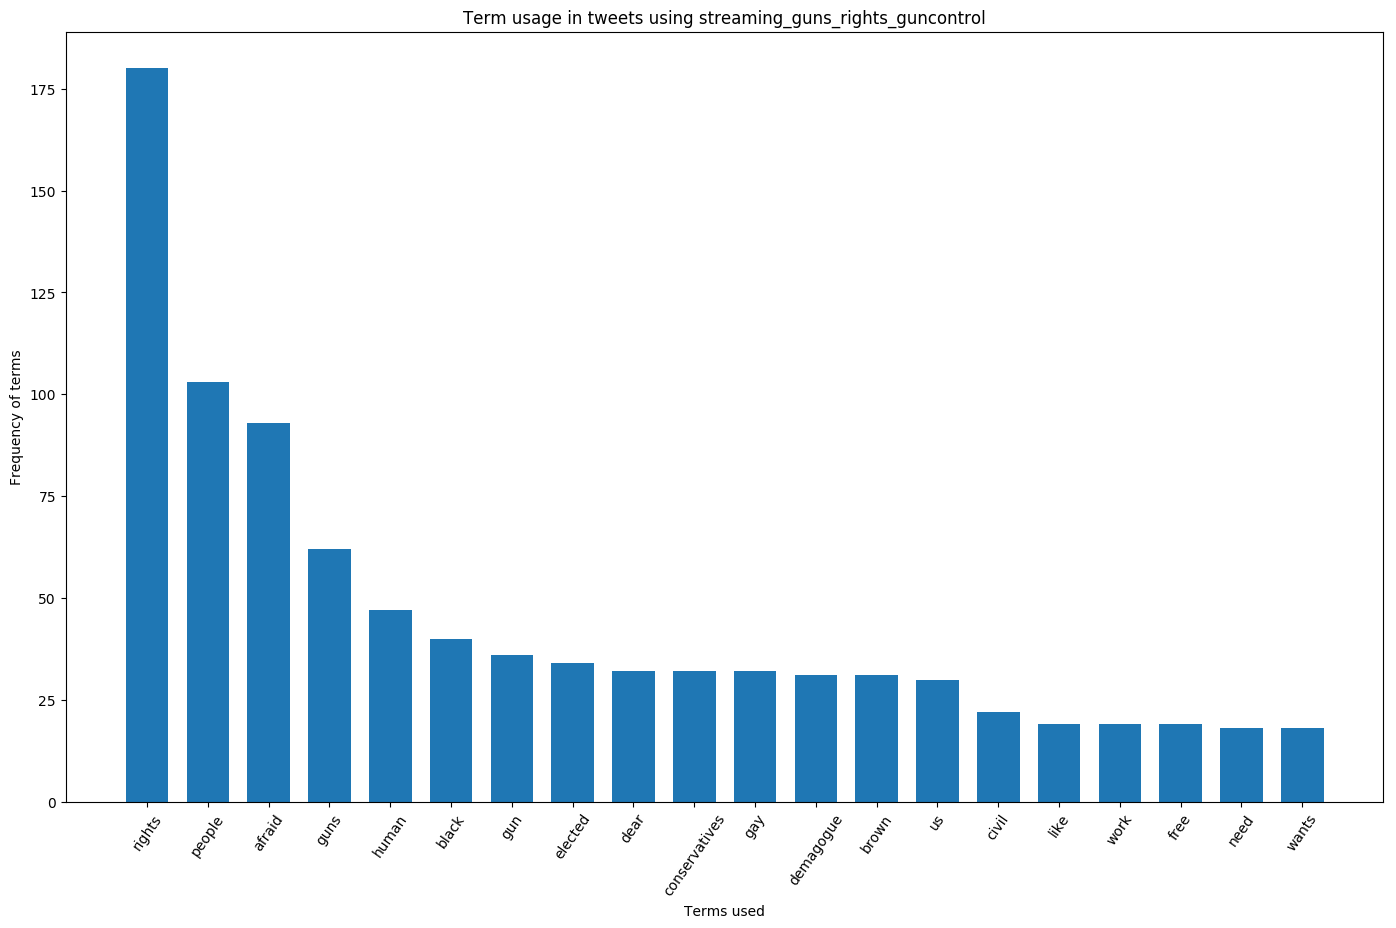 Term usage in tweets using streaming_guns_rights_guncontrol
Frequency of terms
175
150
125
100
75
50
25
0
rights
people
afraid
guns
human
black
gun
elected
dear
conservatives
gay
demagogue
brown
us
civil
like
work
free
need
wants
Terms used